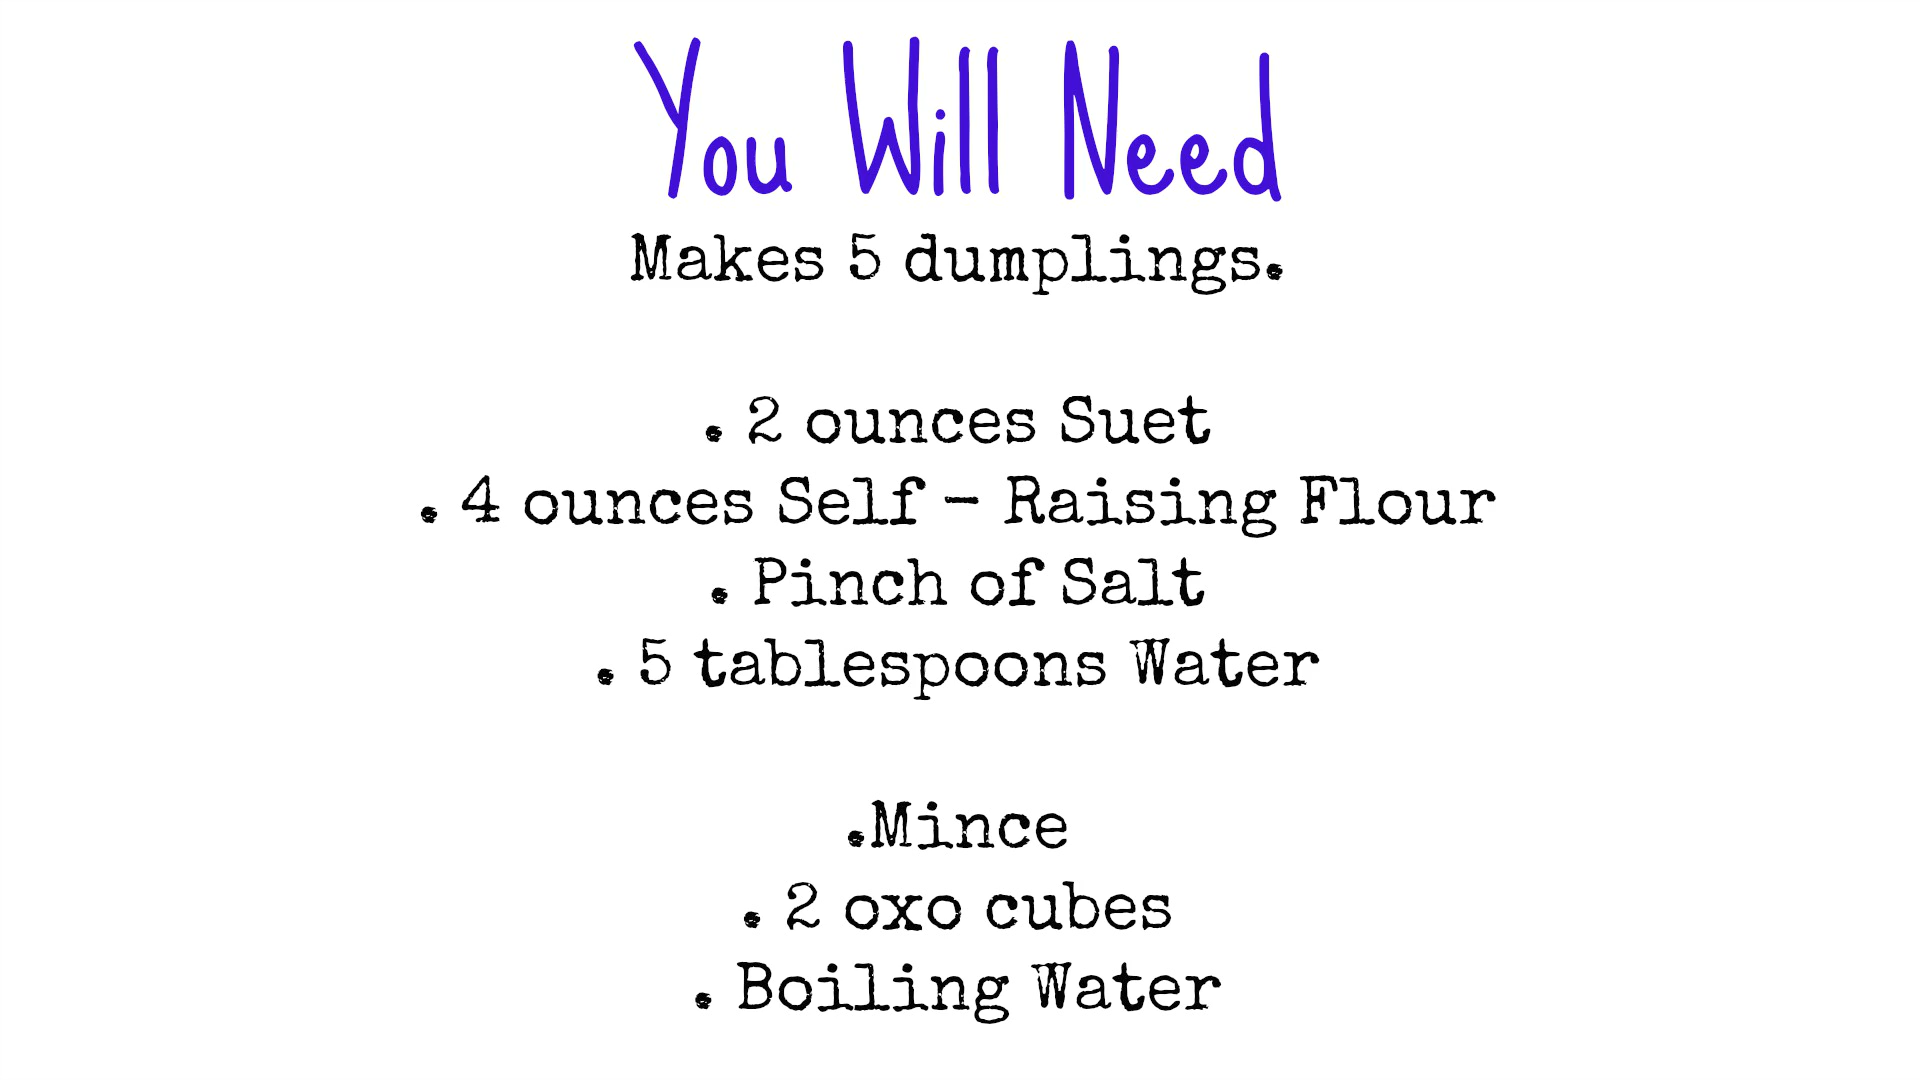 You Will Need
Makes 5 dumplings.
. 2 ounces Suet
. 4 ounces Self - Raising Flour
. Pinch of Salt
. 5 tablespoons Water
.Mince
. 2 oxo cubes
. Boiling Water